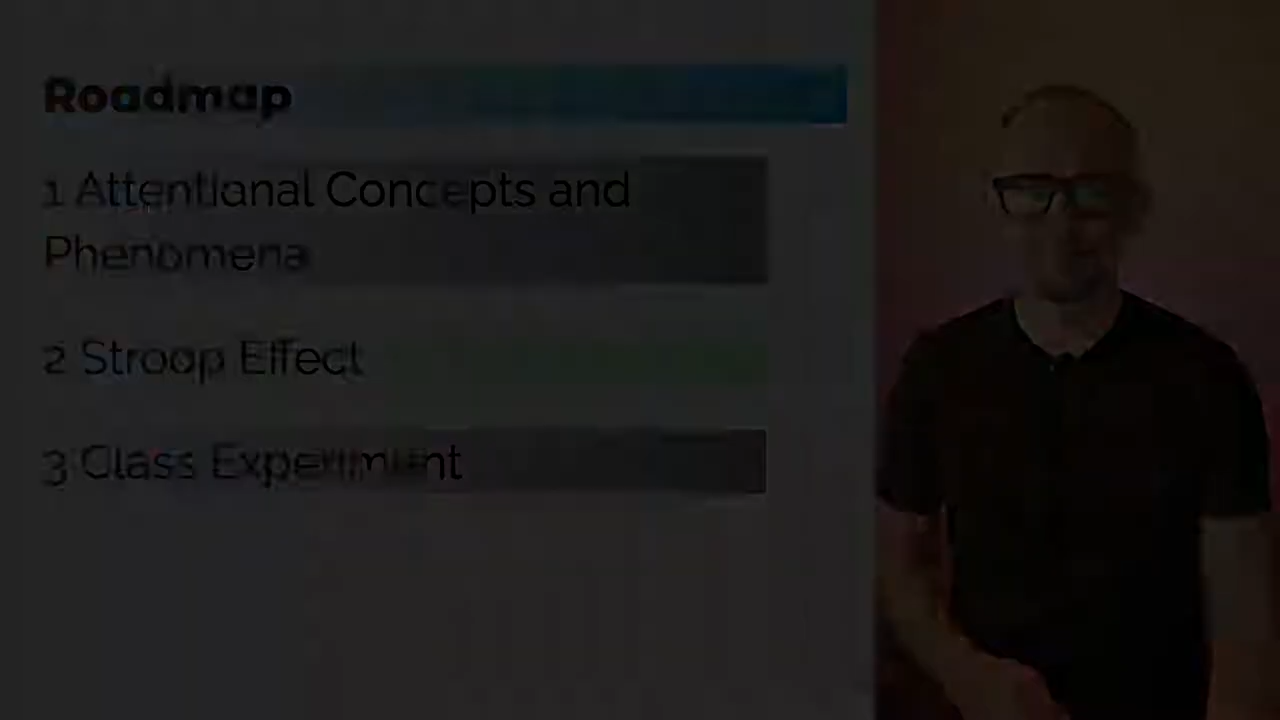 Roadmap
1 Attentional Concepts and
Phenomena
2 Stroop Effect
3 Class Experiment